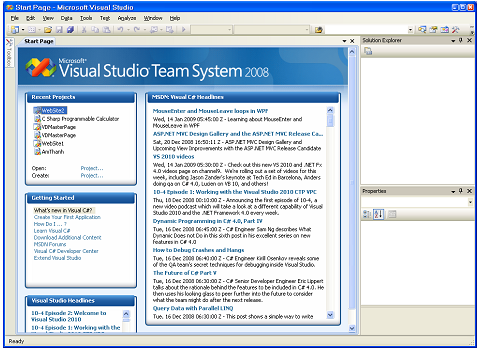 Start Page - Microsoft Visual Studio
File Edit View Data Tools Test Analyze Window Help
Start Page
Solution Explorer
Toolbox
Microsoft®
Visual Studio Team System 2008
Recent Projects
WebSite2
C Sharp Programmable Calculator
VDMasterPage
VDMasterPage
WebSite1
AmThanh
Open: Project...
Create: Project...
Getting Started
What's new in Visual C#?
Create Your First Application
How Do I ... ?
Learn Visual C#
Download Additional Content
MSDN Forums
Visual C# Developer Center
Extend Visual Studio
Visual Studio Headlines
10-4 Episode 2: Welcome to
Visual Studio 2010
10-4 Episode 1: Working with the
MSDN: Visual C# Headlines
MouseEnter and MouseLeave loops in WPF
Wed, 14 Jan 2009 05:45:00 Z - Learning about MouseEnter and
MouseLeave in WPF
ASP.NET MVC Design Gallery and the ASP.NET MVC Release Ca...
Sat, 20 Dec 2008 16:50:11 Z - ASP.NET MVC Design Gallery and
Upcoming View Improvements with the ASP.NET MVC Release Candidate
VS 2010 videos
Wed, 14 Jan 2009 05:30:00 Z - Check out this new VS 2010 and .NET Fx
4.0 videos page on channel9. We're rolling out a set of videos for this
week, including Jason Zander's keynote at Tech Ed in Barcelona, Anders
doing qa on C# 4.0, Luden on VB 10, and others!
10-4 Episode 1: Working with the Visual Studio 2010 CTP VPC
Thu, 18 Dec 2008 00:10:00 Z - Announcing the first episode of 10-4, a
new video podcast which will take a look at a different capability of Visual
Studio 2010 and the .NET Framework 4.0 every week.
Dynamic Programming in C# 4.0, Part IV
Tue, 16 Dec 2008 06:45:00 Z - C# Engineer Sam Ng describes What
Dynamic Does not Do in this sixth post in his excellent series on new
features in C# 4.0
How to Debug Crashes and Hangs
Tue, 16 Dec 2008 06:40:00 Z - C# Engineer Kirill Osenkov reveals some
of the QA team's secret techniques for debugging inside Visual Studio.
The Future of C# Part V
Tue, 16 Dec 2008 06:30:00 Z - C# Senior Developer Engineer Eric Lippert
talks about the rationale behind the features to be included in C# 4.0. He
then uses his looking glass to peer further into the future to consider
what the team might do after the next release.
Query Data with Parallel LINQ
Tue, 16 Dec 2008 06:30:00 Z - This post shows a simple way to write
Properties
Ready